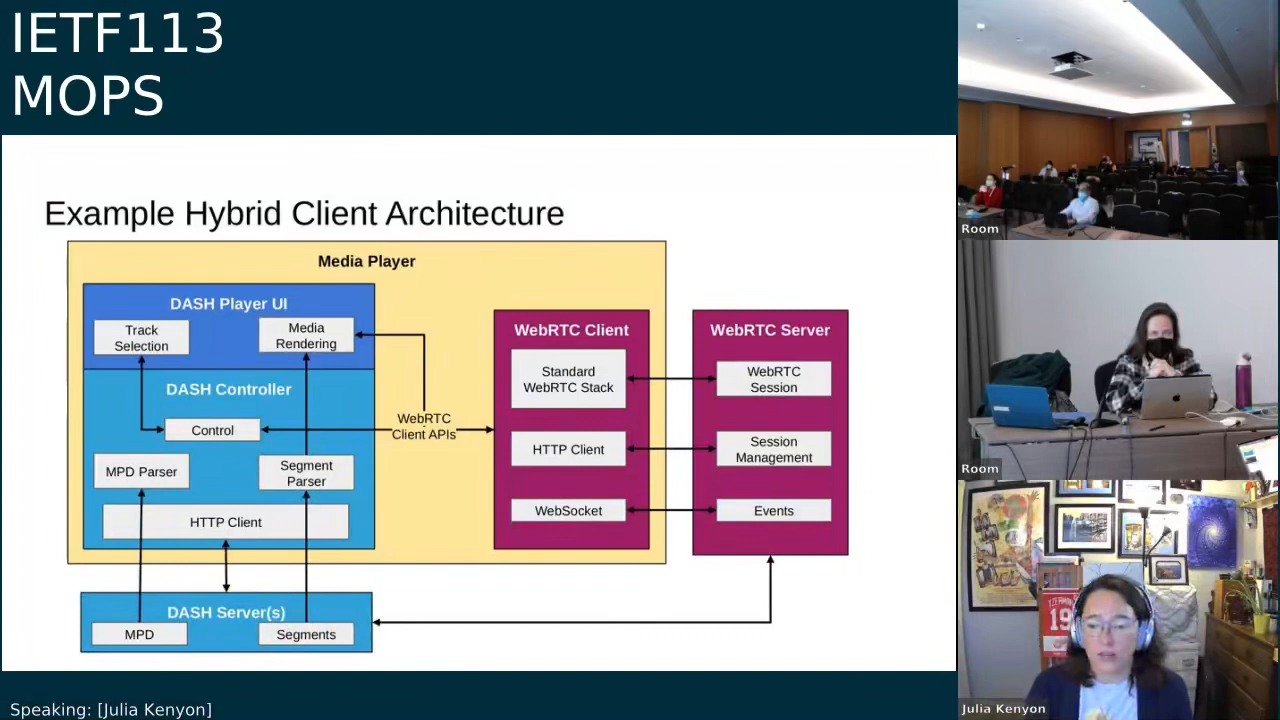 IETF113
MOPS
Example Hybrid Client Architecture
Media Player
DASH Player UI
Track
Selection
Media
Rendering
DASH Controller
Control
MPD Parser
Segment
Parser
HTTP Client
WebRTC
Client APIs
WebRTC Client
Standard
WebRTC Stack
HTTP Client
WebSocket
WebRTC Server
WebRTC
Session
Session
Management
Events
DASH Server(s)
MPD
Segments
Speaking: [Julia Kenyon]
Room
Room
19
Julia Kenyon